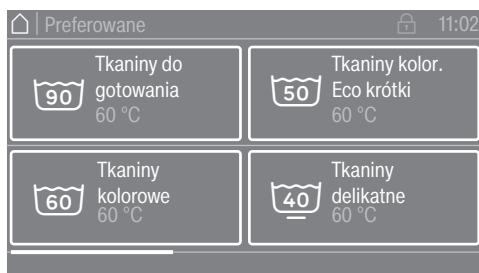 Preferowane 11:02
Tkaniny do
gotowania
90
60 °C
Tkaniny kolor.
Eco krótki
50
60 °C
Tkaniny
kolorowe
60
60 °C
Tkaniny
delikatne
40
60 °C